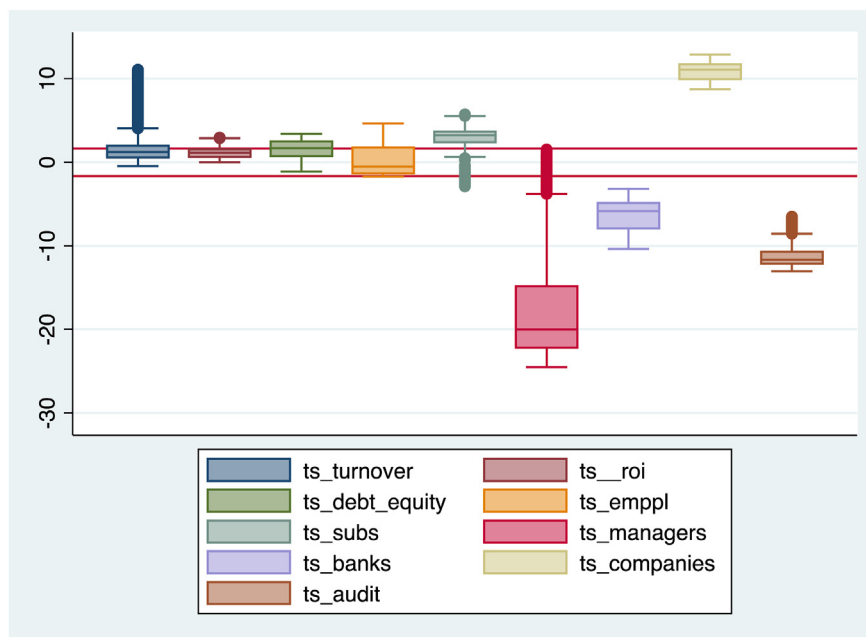 10
0
-10
-20
-30
ts_turnover ts__roi
ts_debt_equity ts_emppl
ts_subs ts_managers
ts_banks ts_companies
ts_audit